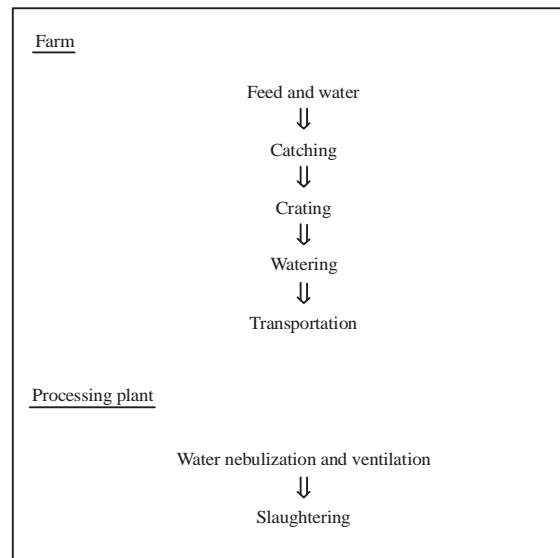 Farm
Feed and water
⇓
Catching
⇓
Crating
⇓
Watering
⇓
Transportation
Processing plant
Water nebulization and ventilation
⇓
Slaughtering